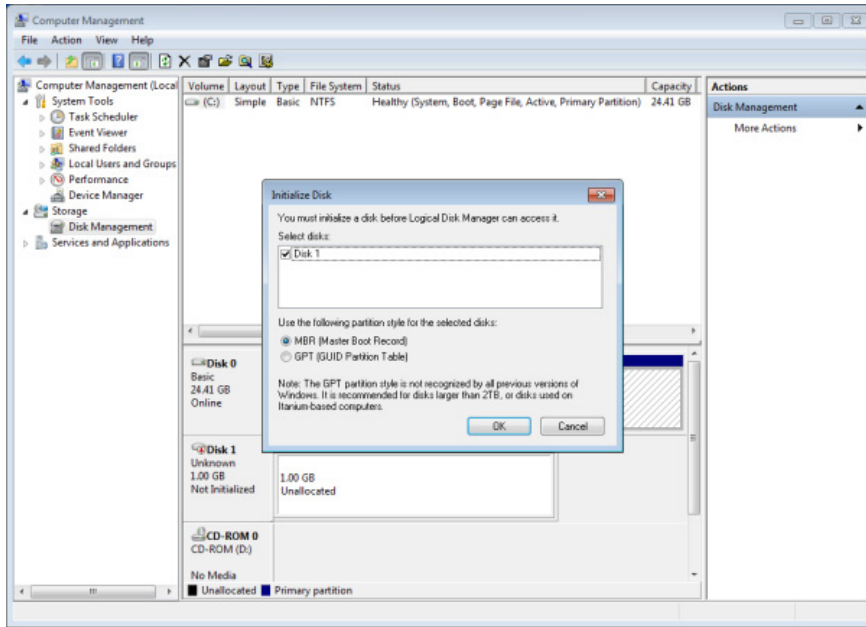 Computer Management
File Action View Help
Computer Management (Local
System Tools
Task Scheduler
Event Viewer
Shared Folders
Local Users and Groups
Performance
Device Manager
Storage
Disk Management
Services and Applications
Volume Layout Type File System Status Capacity
(C:) Simple Basic NTFS Healthy (System, Boot, Page File, Active, Primary Partition) 24.41 GB
Actions
Disk Management
More Actions
Initialize Disk
You must initialize a disk before Logical Disk Manager can access it.
Select disks:
Disk 1
Use the following partition style for the selected disks:
MBR (Master Boot Record)
GPT (GUID Partition Table)
Note: The GPT partition style is not recognized by all previous versions of
Windows. It is recommended for disks larger than 2TB, or disks used on
Itanium-based computers.
OK Cancel
Disk 0
Basic
24.41 GB
Online
Disk 1
Unknown
1.00 GB
Not Initialized
1.00 GB
Unallocated
CD-ROM 0
CD-ROM (D:)
No Media
Unallocated Primary partition